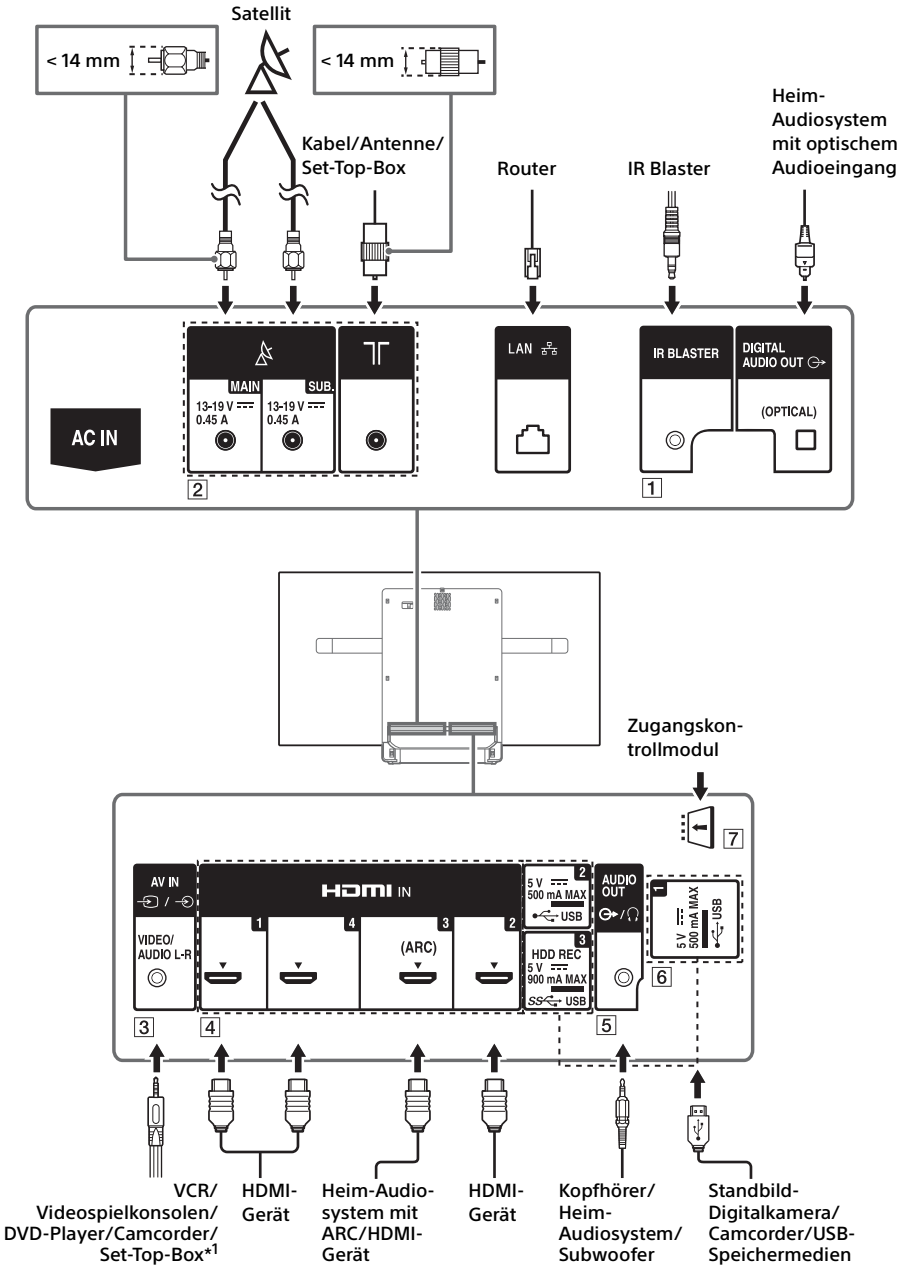 Satellit
< 14 mm
< 14 mm
Heim-
Audiosystem
mit optischem
Audioeingang
Kabel/Antenne/
Set-Top-Box
Router
IR Blaster
AC IN
MAIN
13-19 V
0.45 A
SUB.
13-19 V
0.45 A
2
LAN
IR BLASTER
1
DIGITAL
AUDIO OUT
(OPTICAL)
Zugangskon-
trollmodul
7
AV IN
/
VIDEO/
AUDIO L-R
3
HDMI IN
1
4
3
(ARC)
2
4
2
5 V
500 mA MAX
USB
3
HDD REC
5 V
900 mA MAX
SS USB
AUDIO
OUT
/
5
1
5 V
500 mA MAX
USB
6
VCR/
Videospielkonsolen/
DVD-Player/Camcorder/
Set-Top-Box*1
HDMI-
Gerät
Heim-Audio-
system mit
ARC/HDMI-
Gerät
HDMI-
Gerät
Kopfhörer/
Heim-
Audiosystem/
Subwoofer
Standbild-
Digitalkamera/
Camcorder/USB-
Speichermedien